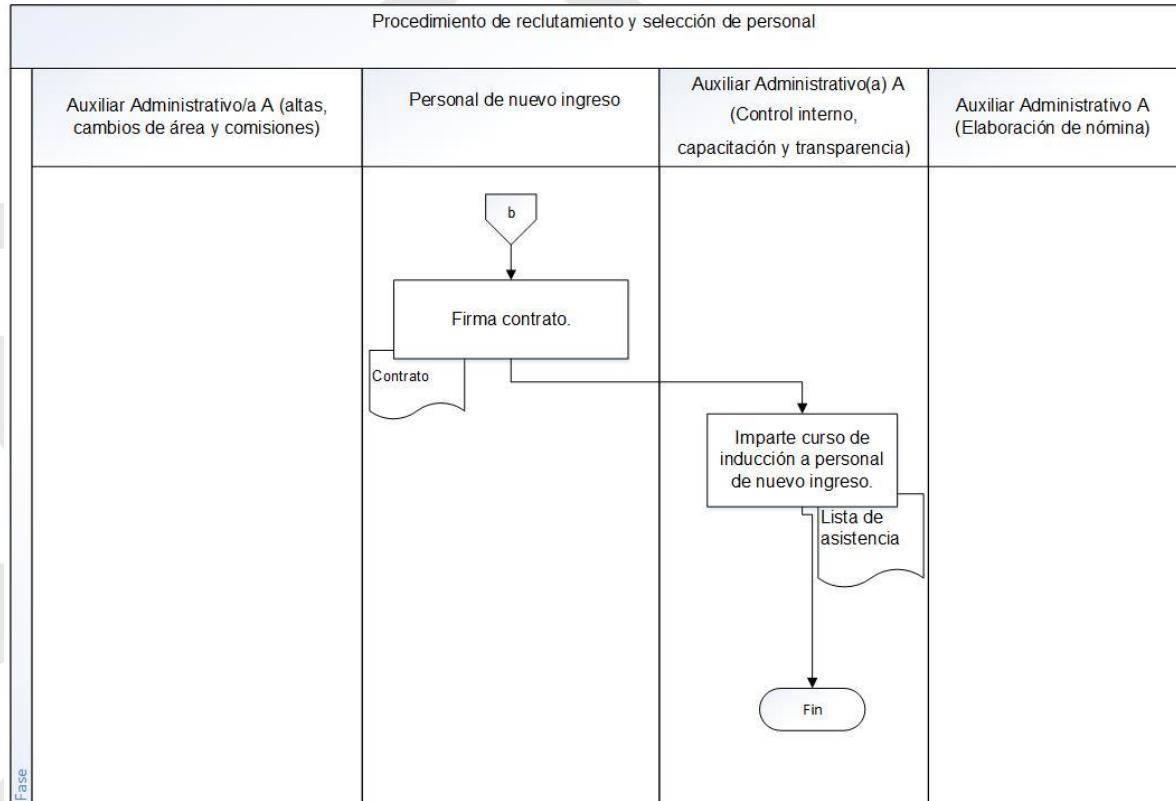 Procedimiento de reclutamiento y selección de personal
Auxiliar Administrativo/a A (altas,
cambios de área y comisiones)
Personal de nuevo ingreso
Auxiliar Administrativo(a) A
(Control interno,
capacitación y transparencia)
Auxiliar Administrativo A
(Elaboración de nómina)
b
Firma contrato.
Contrato
Imparte curso de
inducción a personal
de nuevo ingreso.
Lista de
asistencia
Fin
Fase